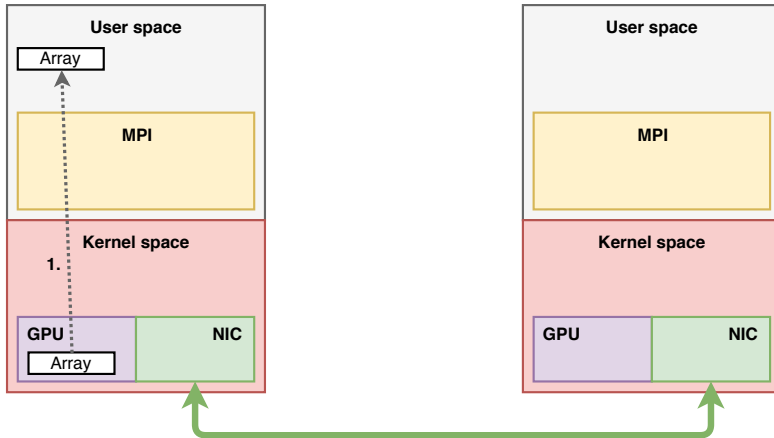 User space
Array
MPI
Kernel space
1.
GPU
NIC
Array
User space
MPI
Kernel space
GPU
NIC